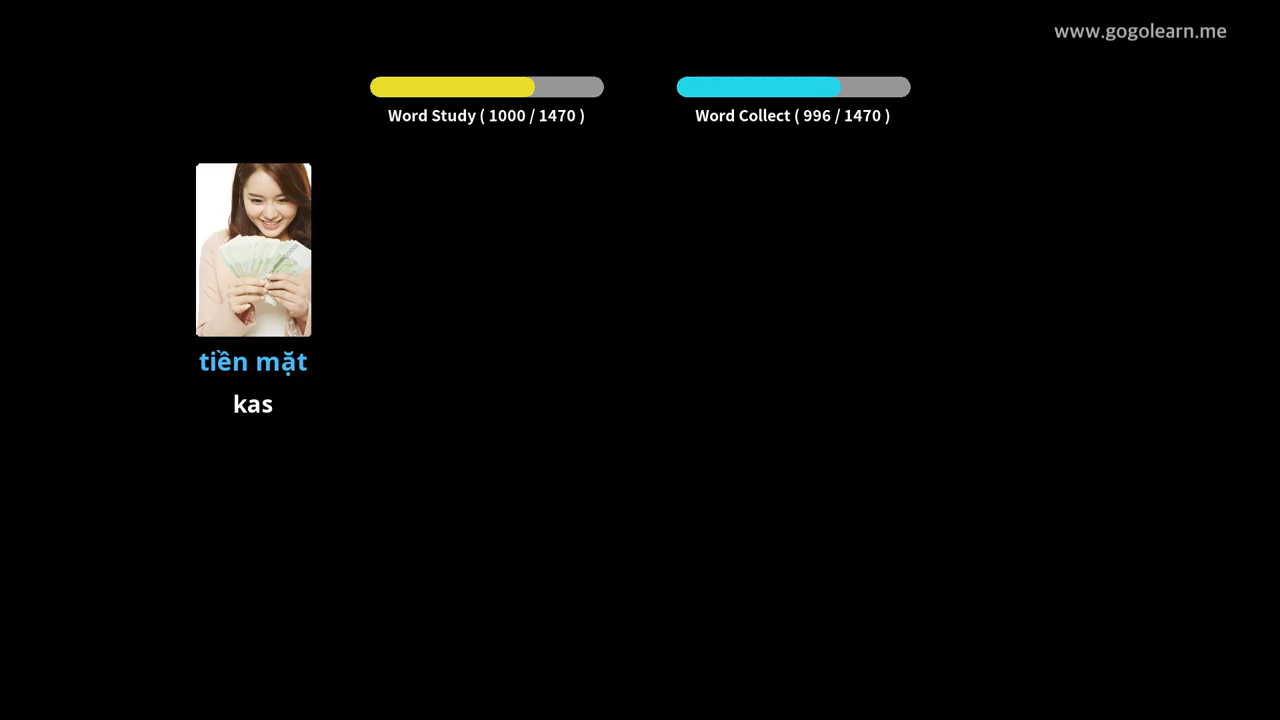 www.gogolearn.me
Word Study ( 1000 / 1470 )
Word Collect ( 996 / 1470 )
tiền mặt
kas